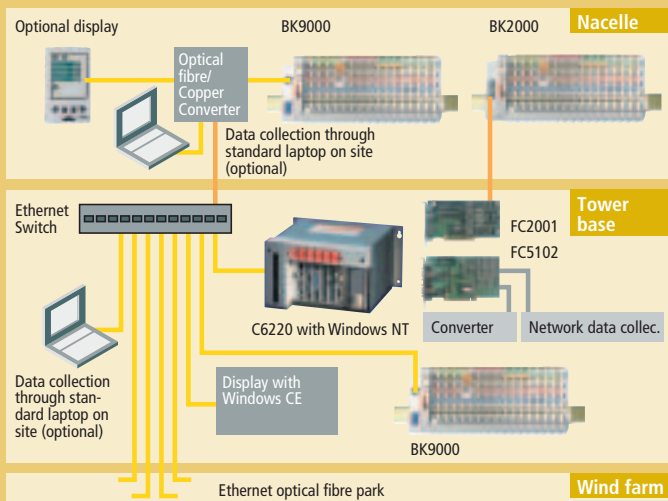 Optional display
BK9000
BK2000
Nacelle
Optical
fibre/
Copper
Converter
Data collection through
standard laptop on site
(optional)
Ethernet
Switch
Tower
base
FC2001
FC5102
C6220 with Windows NT
Converter
Network data collec.
Data collection
through stan-
dard laptop on
site (optional)
Display with
Windows CE
BK9000
Ethernet optical fibre park
Wind farm